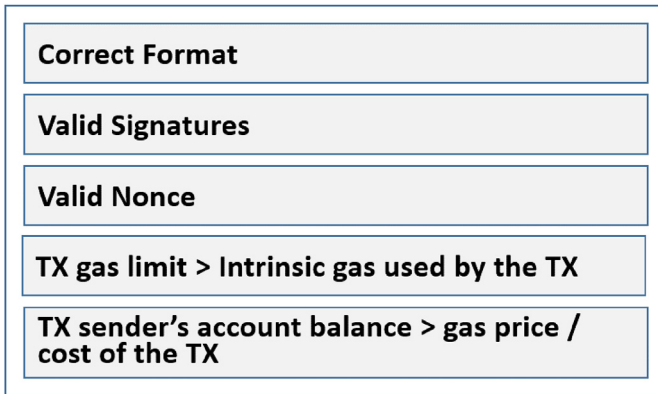 Correct Format
Valid Signatures
Valid Nonce
TX gas limit > Intrinsic gas used by the TX
TX sender's account balance > gas price /
cost of the TX